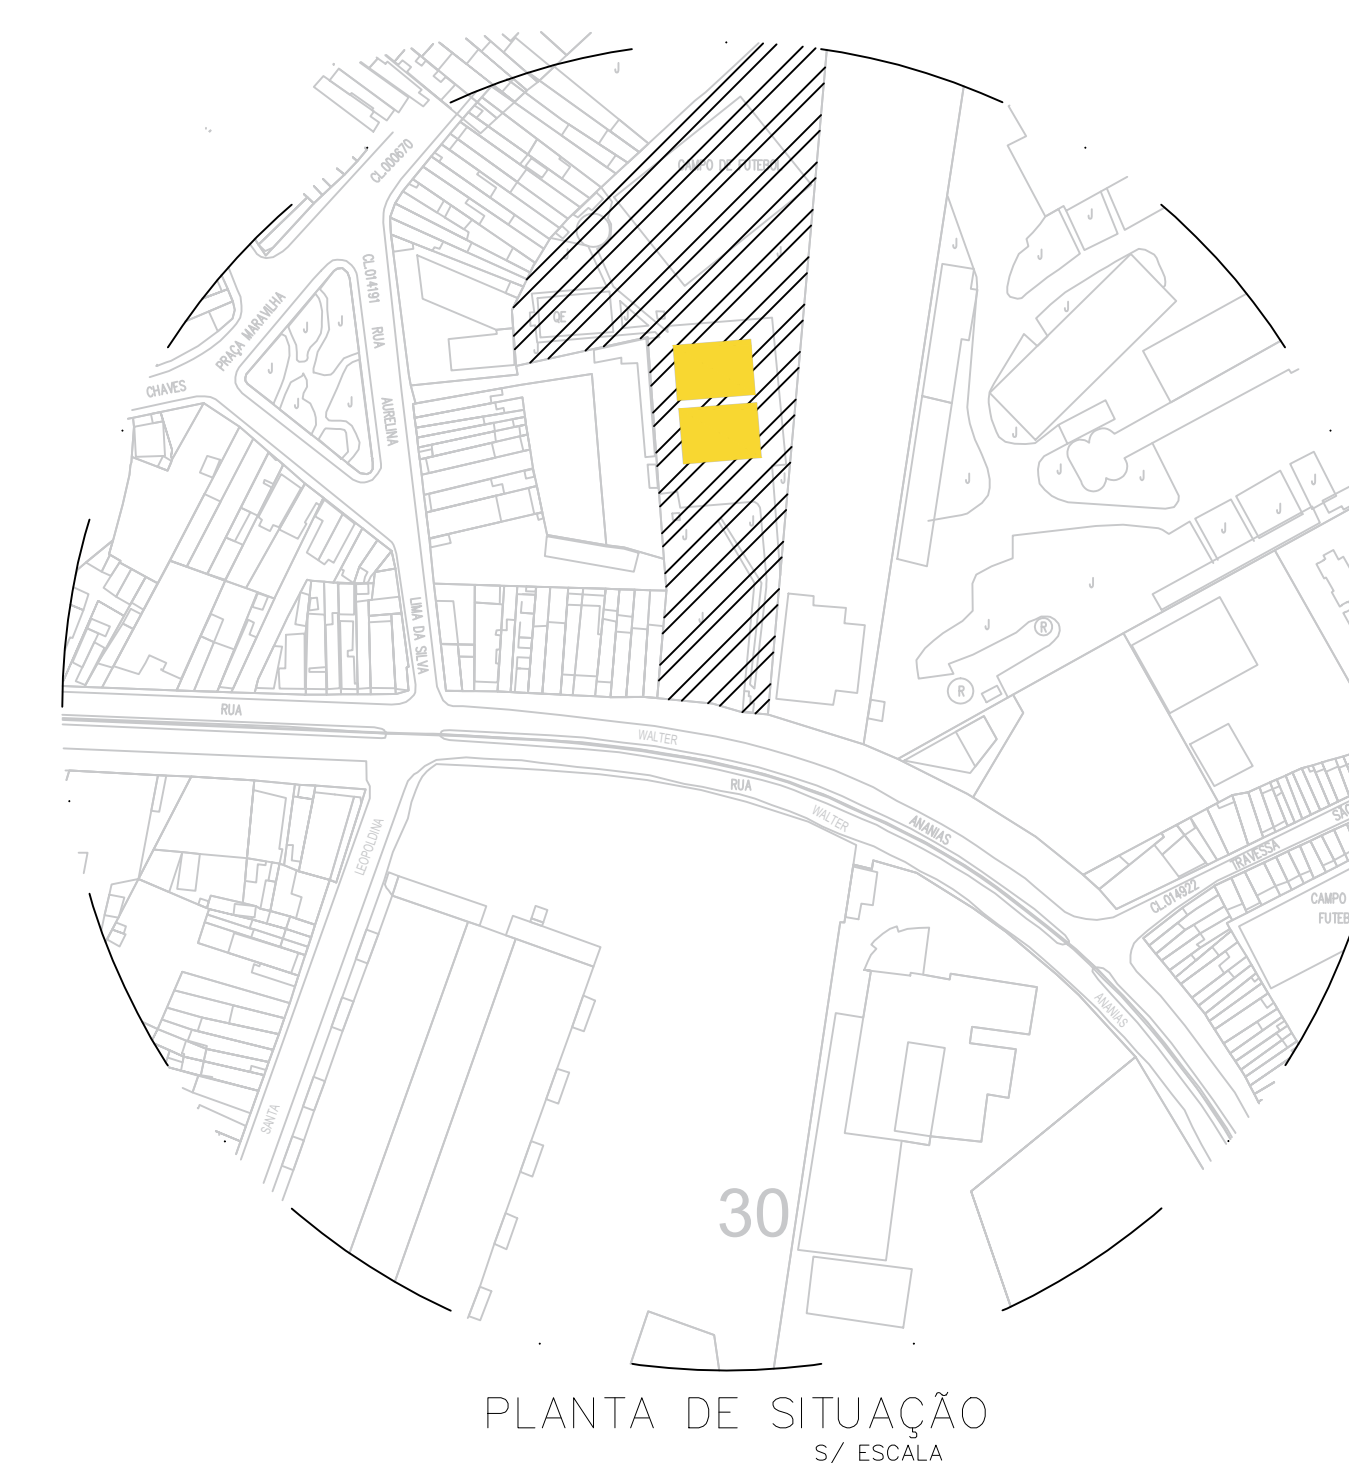 J
CL.000670
CAMPO DE FUTEBOL
J
J
CL.014191 RUA
J
J
J
PRAÇA MARAVILHA
J
QE
J
J
J
J
J
J
J
CHAVES
AURELINA
J
J
J
J
J
J
J
J
J
J
J
LIMA DA SILVA
J
J
R
R
RUA
WALTER
RUA
WALTER
ANANIAS
TRAVESSA
LEOPOLDINA
CL.014922
CAMPO
ANANIAS
SANTA
30
PLANTA DE SITUAÇÃO
S/ ESCALA